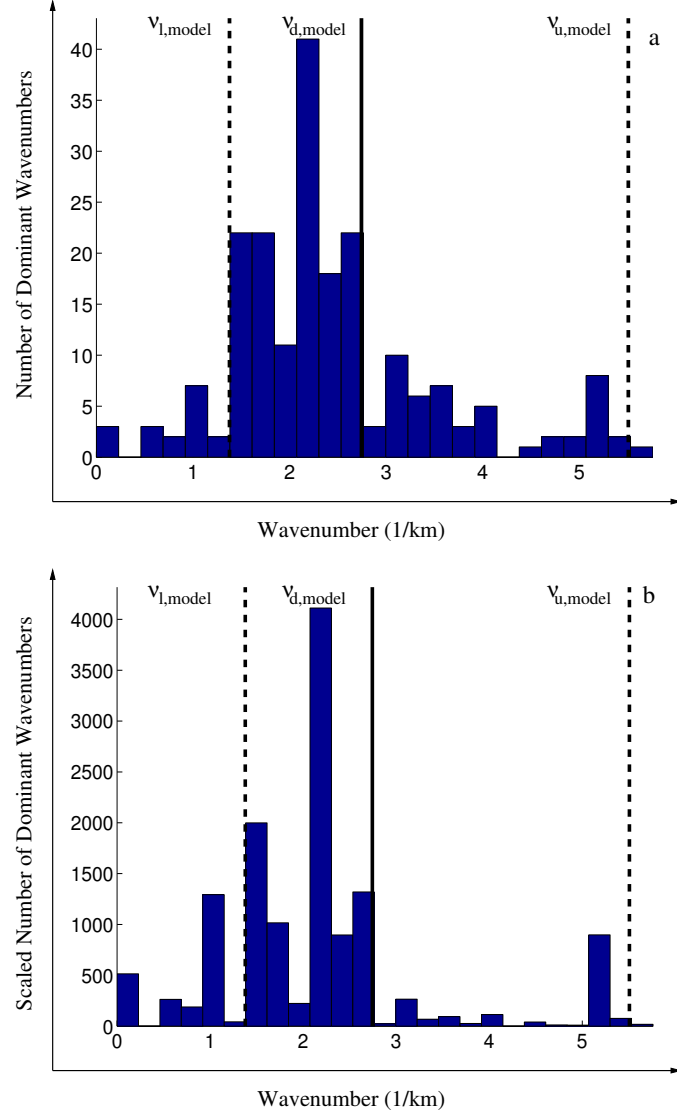 ν_l,model ν_d,model ν_u,model a
40
35
30
25
20
15
10
5
0
0 1 2 3 4 5
Number of Dominant Wavenumbers
Wavenumber (1/km)
ν_l,model ν_d,model ν_u,model b
4000
3500
3000
2500
2000
1500
1000
500
0
0 1 2 3 4 5
Scaled Number of Dominant Wavenumbers
Wavenumber (1/km)